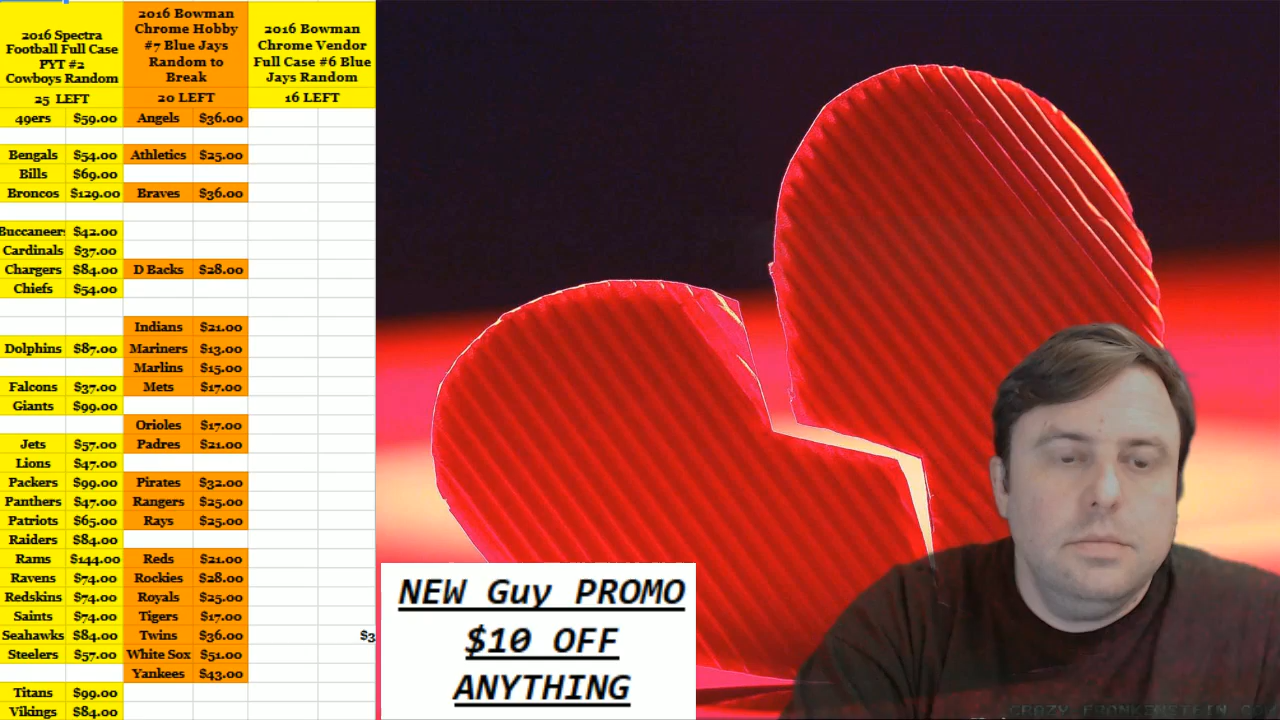 2016 Spectra
Football Full Case
PYT #2
Cowboys Random
25 LEFT
49ers $59.00
Bengals $54.00
Bills $69.00
Broncos $129.00
Buccaneers $42.00
Cardinals $37.00
Chargers $84.00
Chiefs $54.00
Dolphins $87.00
Falcons $37.00
Giants $99.00
Jets $57.00
Lions $47.00
Packers $99.00
Panthers $47.00
Patriots $65.00
Raiders $84.00
Rams $144.00
Ravens $74.00
Redskins $74.00
Saints $74.00
Seahawks $84.00
Steelers $57.00
Titans $99.00
Vikings $84.00
2016 Bowman
Chrome Hobby
#7 Blue Jays
Random to
Break
20 LEFT
Angels $36.00
Athletics $25.00
Braves $36.00
D Backs $28.00
Indians $21.00
Mariners $13.00
Marlins $15.00
Mets $17.00
Orioles $17.00
Padres $21.00
Pirates $32.00
Rangers $25.00
Rays $25.00
Reds $21.00
Rockies $28.00
Royals $25.00
Tigers $17.00
Twins $36.00
White Sox $51.00
Yankees $43.00
2016 Bowman
Chrome Vendor
Full Case #6 Blue
Jays Random
16 LEFT
$3
NEW Guy PROMO
$10 OFF
ANYTHING
CRAZY FRONKENSTEIN.CO